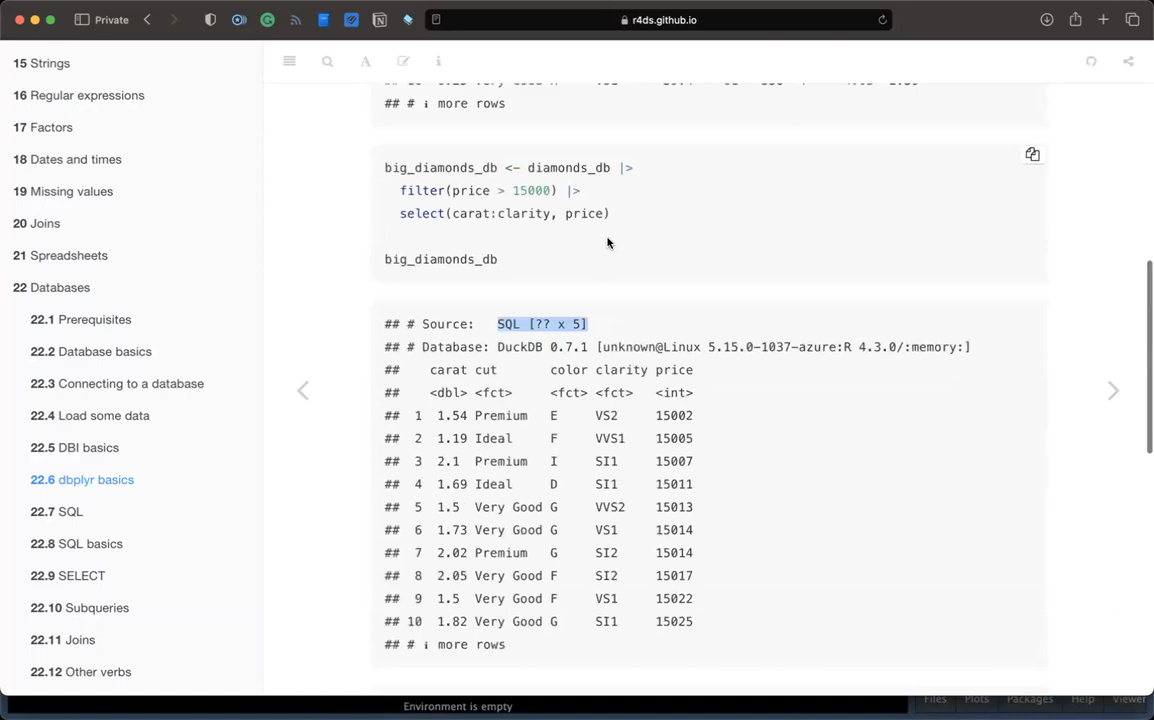 Private
r4ds.github.io
15 Strings
16 Regular expressions
17 Factors
18 Dates and times
19 Missing values
20 Joins
21 Spreadsheets
22 Databases
22.1 Prerequisites
22.2 Database basics
22.3 Connecting to a database
22.4 Load some data
22.5 DBI basics
22.6 dbplyr basics
22.7 SQL
22.8 SQL basics
22.9 SELECT
22.10 Subqueries
22.11 Joins
22.12 Other verbs
## # ℹ more rows
big_diamonds_db <- diamonds_db |>
filter(price > 15000) |>
select(carat:clarity, price)
big_diamonds_db
## # Source:   SQL [?? x 5]
## # Database: DuckDB 0.7.1 [unknown@Linux 5.15.0-1037-azure:R 4.3.0/:memory:]
##    carat cut       color clarity price
##    <dbl> <fct>     <fct> <fct>   <int>
##  1  1.54 Premium   E     VS2     15002
##  2  1.19 Ideal     F     VVS1    15005
##  3  2.1  Premium   I     SI1     15007
##  4  1.69 Ideal     D     SI1     15011
##  5  1.5  Very Good G     VVS2    15013
##  6  1.73 Very Good G     VS1     15014
##  7  2.02 Premium   G     SI2     15014
##  8  2.05 Very Good F     SI2     15017
##  9  1.5  Very Good F     VS1     15022
## 10  1.82 Very Good G     SI1     15025
## # ℹ more rows
Environment is empty
Files Plots Packages Help Viewer